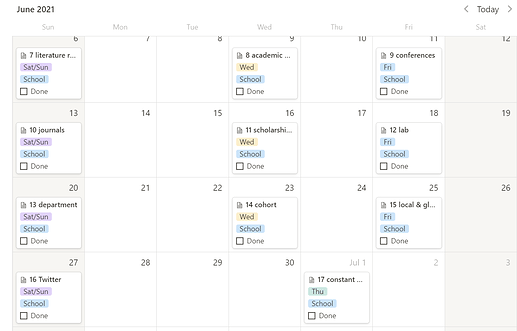 June 2021
Today
Sun Mon Tue Wed Thu Fri Sat
6 7 8 9 10 11 12
7 literature r... 8 academic ... 9 conferences
Sat/Sun Wed Fri
School School School
Done Done Done
13 14 15 16 17 18 19
10 journals 11 scholarshi... 12 lab
Sat/Sun Wed Fri
School School School
Done Done Done
20 21 22 23 24 25 26
13 department 14 cohort 15 local & gl...
Sat/Sun Wed Fri
School School School
Done Done Done
27 28 29 30 Jul 1 2 3
16 Twitter 17 constant ...
Sat/Sun Thu
School School
Done Done